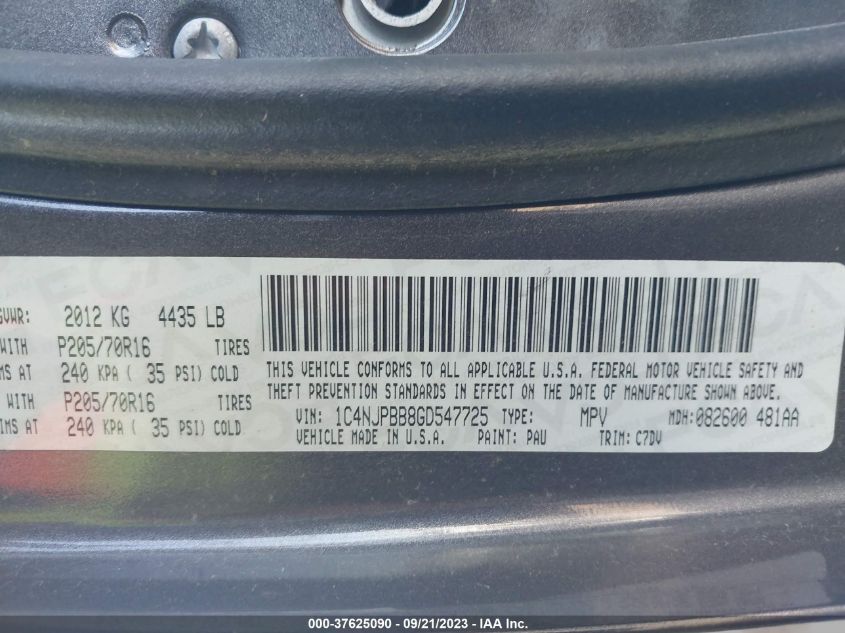 GVWR: 2012 KG 4435 LB
WITH P205/70R16 TIRES
AT 240 KPA ( 35 PSI) COLD
WITH P205/70R16 TIRES
AT 240 KPA ( 35 PSI) COLD
THIS VEHICLE CONFORMS TO ALL APPLICABLE U.S.A. FEDERAL MOTOR VEHICLE SAFETY AND
THEFT PREVENTION STANDARDS IN EFFECT ON THE DATE OF MANUFACTURE SHOWN ABOVE.
VIN: 1C4NJPBB8GD547725 TYPE: MPV MDH:082600 481AA
VEHICLE MADE IN U.S.A. PAINT: PAU TRIM: C7DV
000-37625090 - 09/21/2023 - IAA Inc.